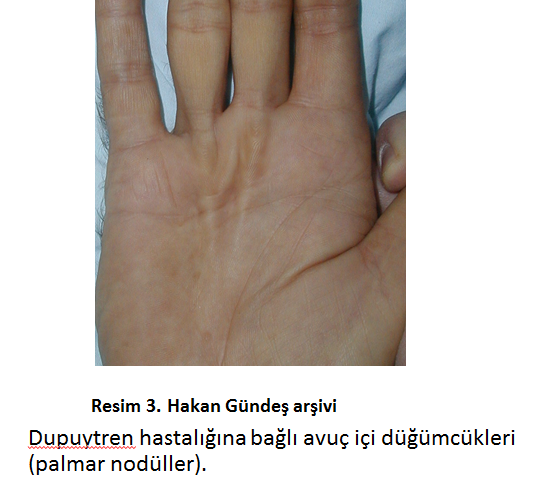 Resim 3. Hakan Gündeş arşivi
Dupuytren hastalığına bağlı avuç içi düğümcükleri
(palmar nodüller).